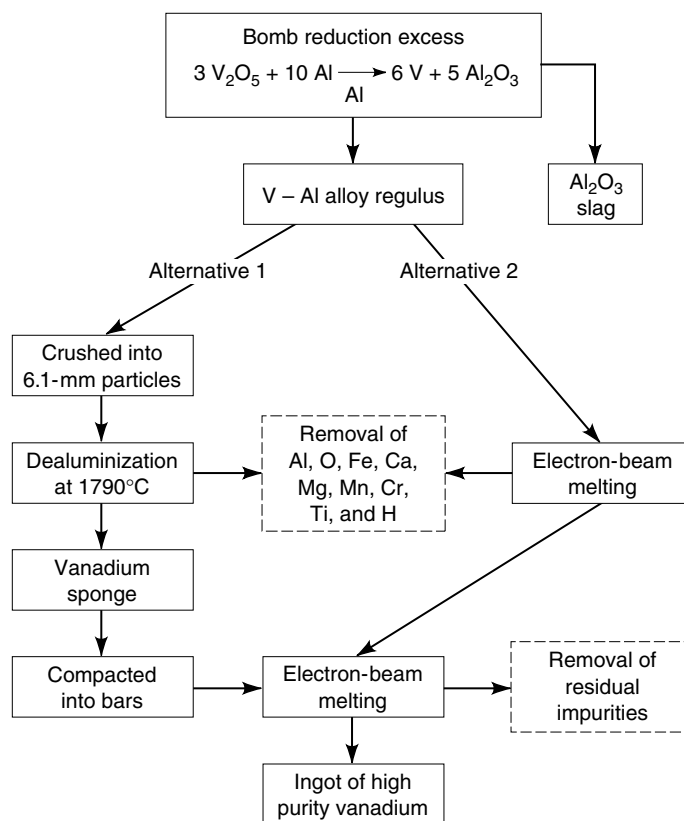 Bomb reduction excess
3 V₂O₅ + 10 Al ⟶ 6 V + 5 Al₂O₃
Al
V – Al alloy regulus
Al₂O₃
slag
Alternative 1
Alternative 2
Crushed into
6.1-mm particles
Dealuminization
at 1790°C
Removal of
Al, O, Fe, Ca,
Mg, Mn, Cr,
Ti, and H
Electron-beam
melting
Vanadium
sponge
Compacted
into bars
Electron-beam
melting
Removal of
residual
impurities
Ingot of high
purity vanadium